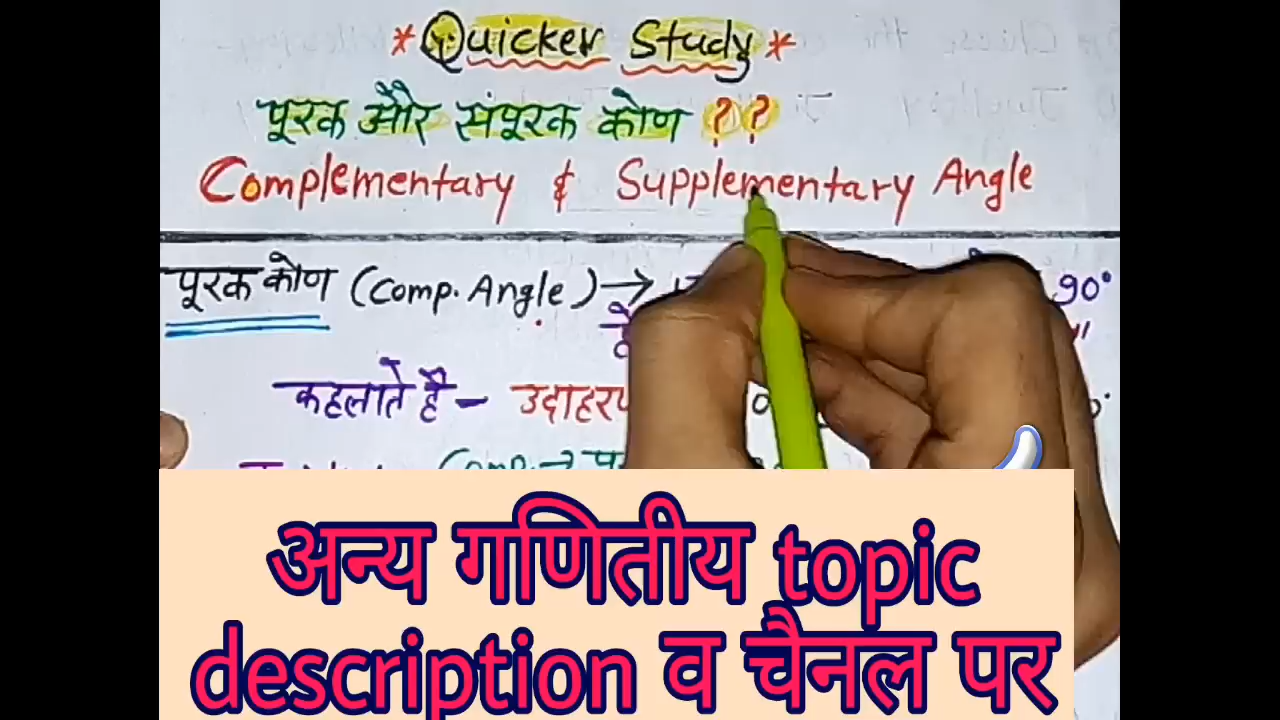 * Quicker Study *
पूरक और संपूरक कोण ??
Complementary & Supplementary Angle
पूरक कोण (Comp. Angle) → 90°
कहलाते है - उदाहरण
अन्य गणितीय topic
description व चैनल पर